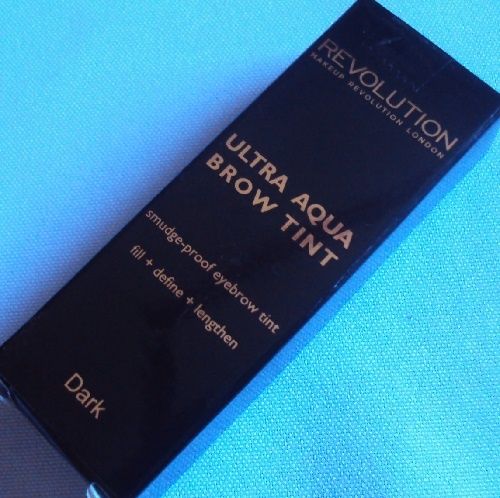 REVOLUTION
MAKEUP REVOLUTION LONDON
ULTRA AQUA
BROW TINT
smudge-proof eyebrow tint
fill + define + lengthen
Dark